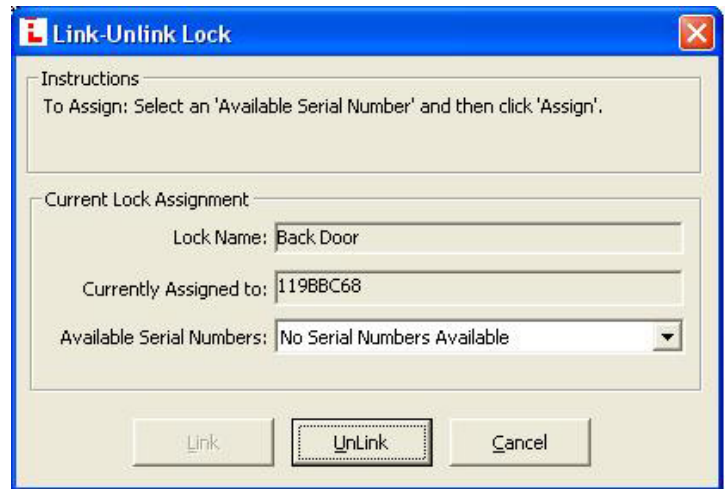 Link-Unlink Lock
Instructions
To Assign: Select an 'Available Serial Number' and then click 'Assign'.
Current Lock Assignment
Lock Name: Back Door
Currently Assigned to: 119BBC68
Available Serial Numbers: No Serial Numbers Available
Link UnLink Cancel